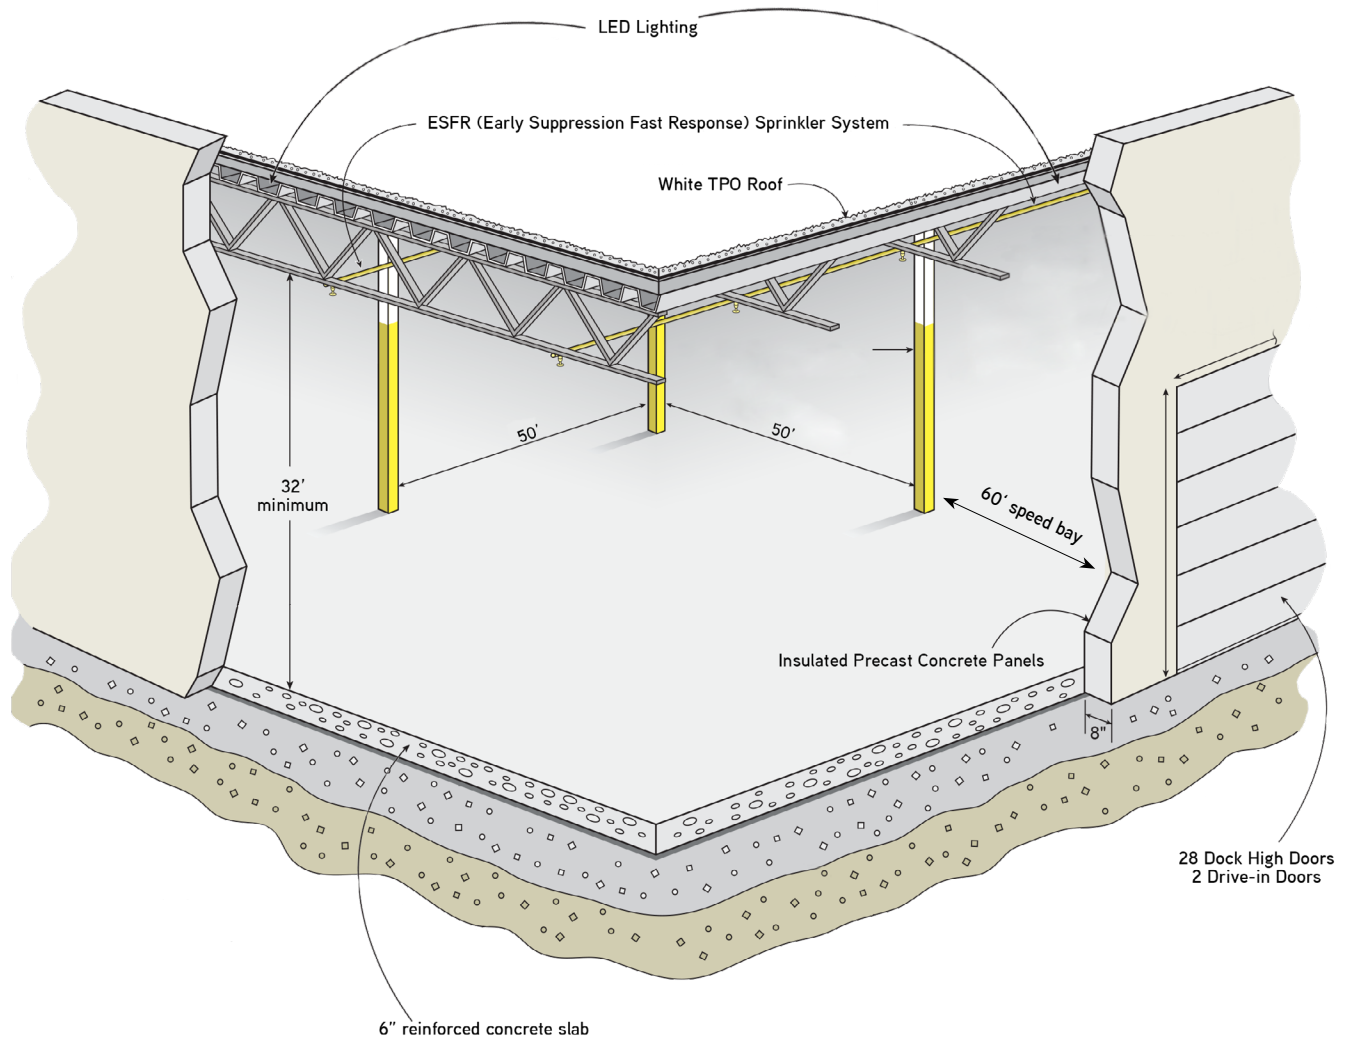 LED Lighting
ESFR (Early Suppression Fast Response) Sprinkler System
White TPO Roof
50′
50′
32′
minimum
60′ speed bay
Insulated Precast Concrete Panels
8"
28 Dock High Doors
2 Drive-in Doors
6” reinforced concrete slab